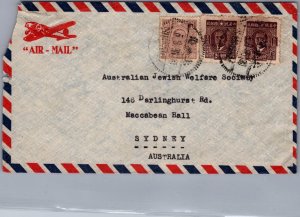 "AIR-MAIL"
Australian Jewish Welfare Society
148 Darlinghurst Rd.
Maccabean Hall
SYDNEY
AUSTRALIA